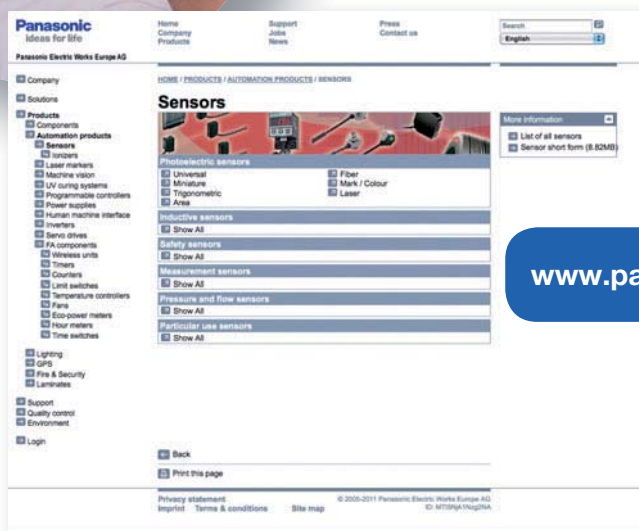 Panasonic
ideas for life
Panasonic Electric Works Europe AG
Home
Company
Products
Support
Jobs
News
Press
Contact us
Search
English
Company
Solutions
Products
Components
Automation products
Sensors
Ionizers
Laser markers
Machine vision
UV curing systems
Programmable controllers
Power supplies
Human machine interface
Inverters
Servo drives
FA components
Wireless units
Timers
Counters
Limit switches
Temperature controllers
Fans
Eco-power meters
Hour meters
Time switches
Lighting
GPS
Fire & Security
Laminates
Support
Quality control
Environment
Login
HOME / PRODUCTS / AUTOMATION PRODUCTS / SENSORS
Sensors
Photoelectric sensors
Universal
Miniature
Trigonometric
Area
Fiber
Mark / Colour
Laser
Inductive sensors
Show All
Safety sensors
Show All
Measurement sensors
Show All
Pressure and flow sensors
Show All
Particular use sensors
Show All
Back
Print this page
More information
List of all sensors
Sensor short form (8.82MB)
www.pa
Privacy statement
Imprint Terms & conditions Site map
© 2005-2011 Panasonic Electric Works Europe AG